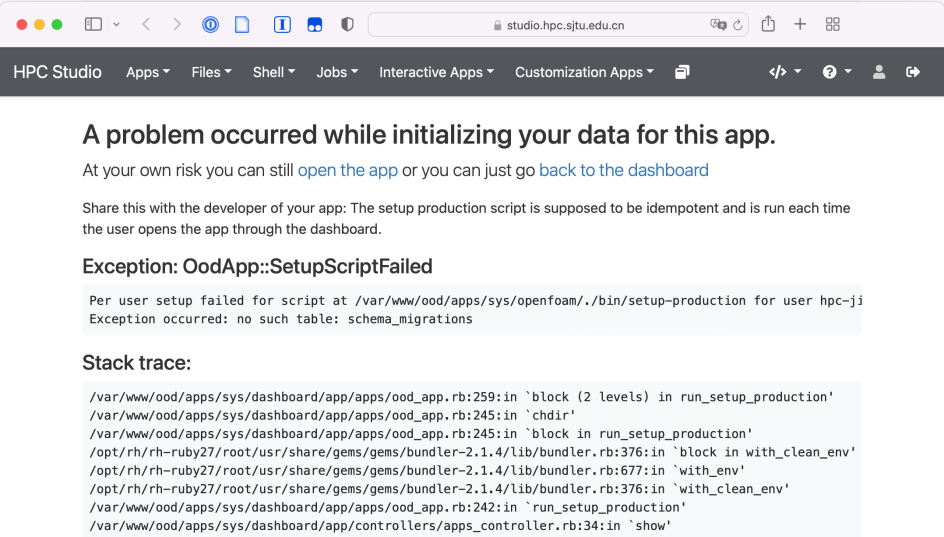 studio.hpc.sjtu.edu.cn
HPC Studio Apps Files Shell Jobs Interactive Apps Customization Apps
A problem occurred while initializing your data for this app.
At your own risk you can still open the app or you can just go back to the dashboard
Share this with the developer of your app: The setup production script is supposed to be idempotent and is run each time
the user opens the app through the dashboard.
Exception: OodApp::SetupScriptFailed
Per user setup failed for script at /var/www/ood/apps/sys/openfoam/./bin/setup-production for user hpc-ji
Exception occurred: no such table: schema_migrations
Stack trace:
/var/www/ood/apps/sys/dashboard/app/apps/ood_app.rb:259:in `block (2 levels) in run_setup_production'
/var/www/ood/apps/sys/dashboard/app/apps/ood_app.rb:245:in `chdir'
/var/www/ood/apps/sys/dashboard/app/apps/ood_app.rb:245:in `block in run_setup_production'
/opt/rh/rh-ruby27/root/usr/share/gems/gems/bundler-2.1.4/lib/bundler.rb:376:in `block in with_clean_env'
/opt/rh/rh-ruby27/root/usr/share/gems/gems/bundler-2.1.4/lib/bundler.rb:677:in `with_env'
/opt/rh/rh-ruby27/root/usr/share/gems/gems/bundler-2.1.4/lib/bundler.rb:376:in `with_clean_env'
/var/www/ood/apps/sys/dashboard/app/apps/ood_app.rb:242:in `run_setup_production'
/var/www/ood/apps/sys/dashboard/app/controllers/apps_controller.rb:34:in `show'